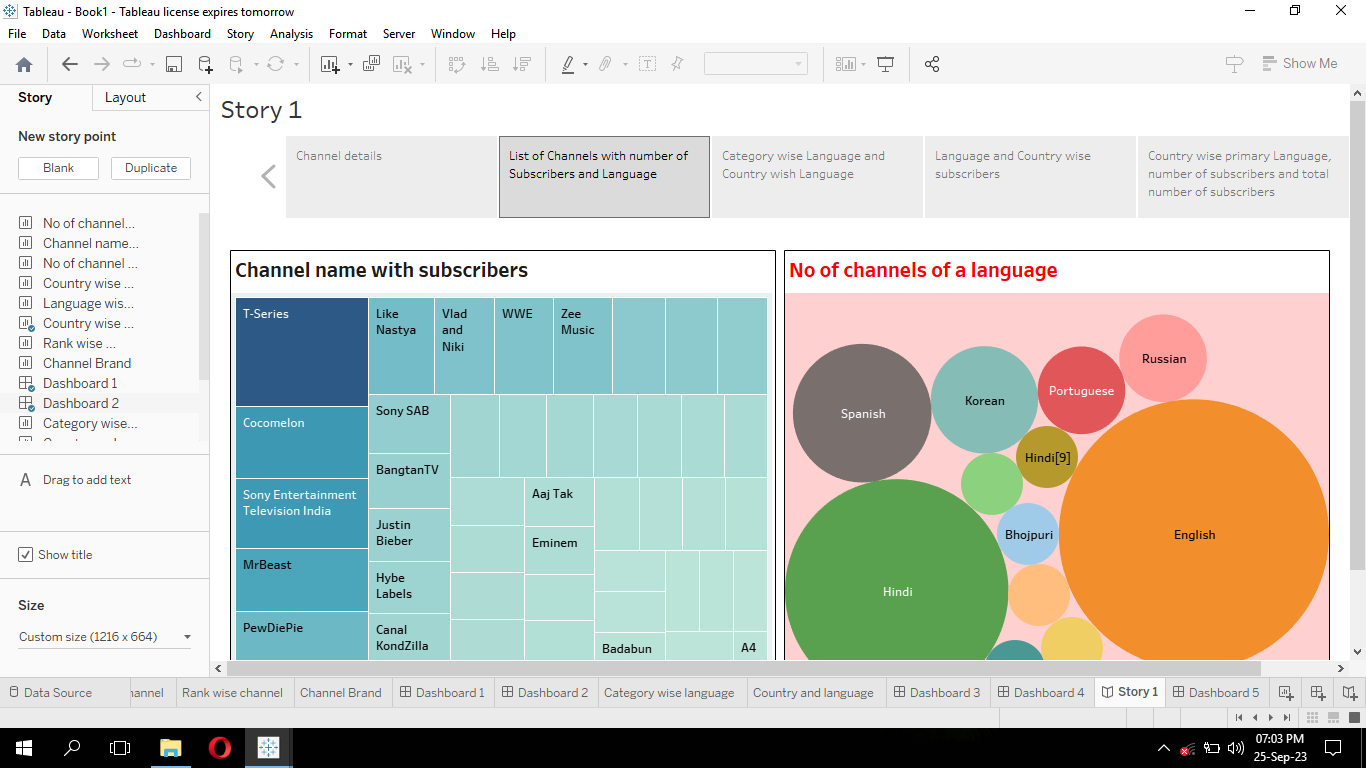 Tableau - Book1 - Tableau license expires tomorrow
File Data Worksheet Dashboard Story Analysis Format Server Window Help
Show Me
Story Layout
New story point
Blank Duplicate
No of channel...
Channel name...
No of channel ...
Country wise ...
Language wis...
Country wise ...
Rank wise ...
Channel Brand
Dashboard 1
Dashboard 2
Category wise...
A Drag to add text
Show title
Size
Custom size (1216 x 664)
Story 1
Channel details
List of Channels with number of
Subscribers and Language
Category wise Language and
Country wish Language
Language and Country wise
subscribers
Country wise primary Language,
number of subscribers and total
number of subscribers
Channel name with subscribers
T-Series
Like
Nastya
Vlad
and
Niki
WWE
Zee
Music
Cocomelon
Sony SAB
BangtanTV
Sony Entertainment
Television India
Aaj Tak
Justin
Bieber
Eminem
MrBeast
Hybe
Labels
PewDiePie
Canal
KondZilla
Badabun
A4
No of channels of a language
Russian
Portuguese
Korean
Spanish
Hindi[9]
Bhojpuri
English
Hindi
Data Source hannel Rank wise channel Channel Brand Dashboard 1 Dashboard 2 Category wise language Country and language Dashboard 3 Dashboard 4 Story 1 Dashboard 5
07:03 PM
25-Sep-23